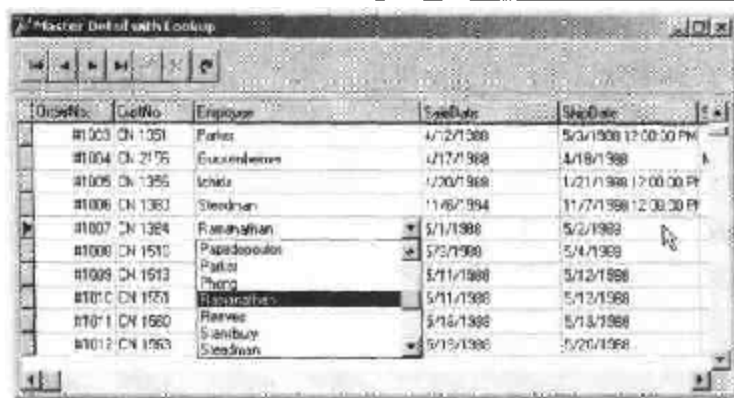 Master Detail with Lookup
OrderNo CustNo Employee SaleDate ShipDate
#1003 CN 1351 Parker 4/12/1988 5/3/1988 12:00:00 PM
#1004 CN 2156 4/17/1988 4/18/1988
#1005 CN 1356 Ichida 4/20/1988 1/21/1988 12:00:00 PM
#1006 CN 1380 Steadman 11/6/1994 11/7/1988 12:00:00 PM
#1007 CN 1384 Ramanathan 5/1/1988 5/2/1988
#1008 CN 1510 Papadopoulos 5/3/1988 5/4/1988
Parker
#1009 CN 1513 5/11/1988 5/12/1988
Phong
#1010 CN 1551 Ramanathan 5/11/1988 5/12/1988
#1011 CN 1560 Reeves 5/18/1988 5/18/1988
Stansbury
#1012 CN 1563 5/19/1988 5/20/1988
Steadman